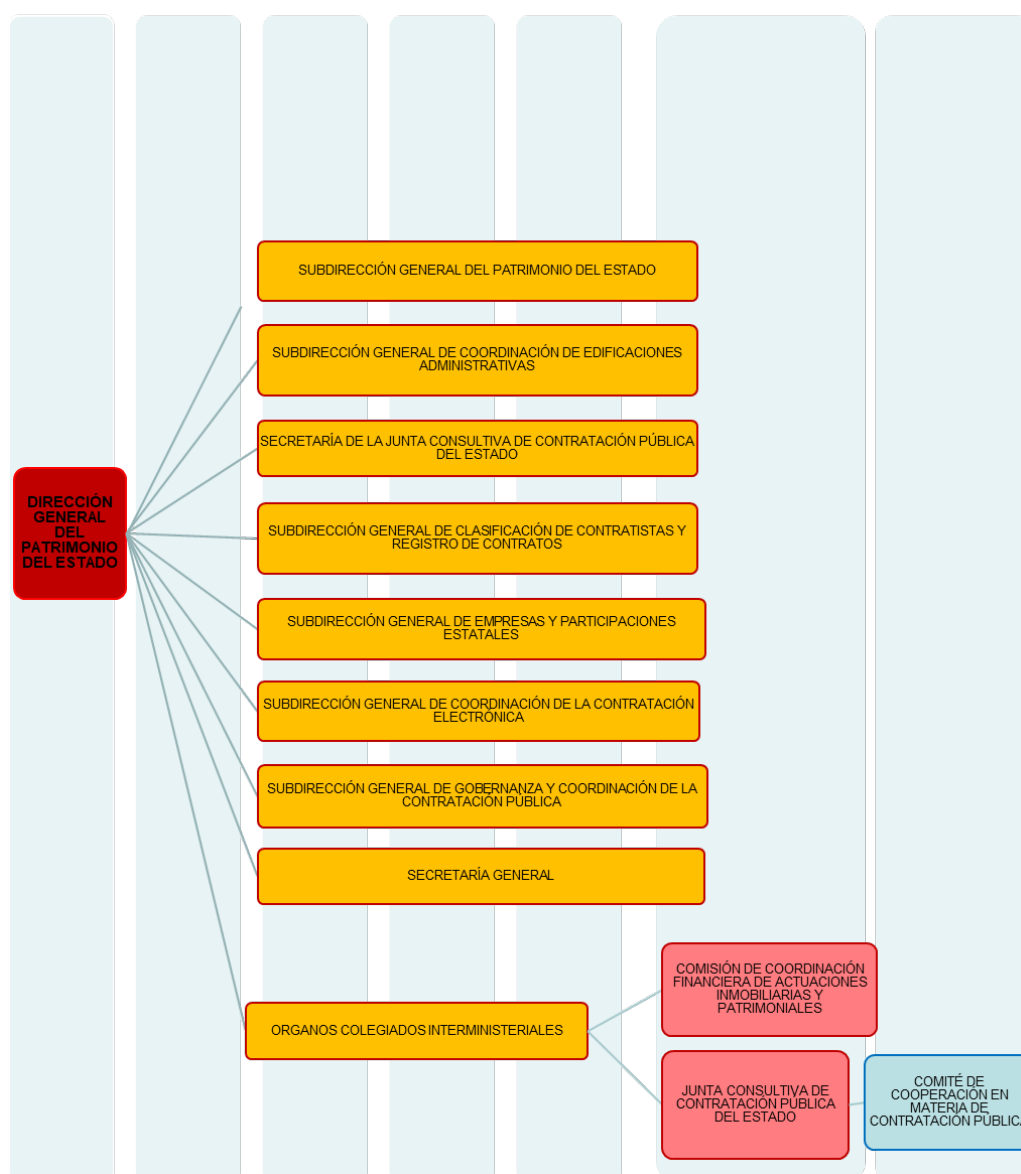 SUBDIRECCIÓN GENERAL DEL PATRIMONIO DEL ESTADO
SUBDIRECCIÓN GENERAL DE COORDINACIÓN DE EDIFICACIONES
ADMINISTRATIVAS
SECRETARÍA DE LA JUNTA CONSULTIVA DE CONTRATACIÓN PÚBLICA
DEL ESTADO
DIRECCIÓN
GENERAL
DEL
PATRIMONIO
DEL ESTADO
SUBDIRECCIÓN GENERAL DE CLASIFICACIÓN DE CONTRATISTAS Y
REGISTRO DE CONTRATOS
SUBDIRECCIÓN GENERAL DE EMPRESAS Y PARTICIPACIONES
ESTATALES
SUBDIRECCIÓN GENERAL DE COORDINACIÓN DE LA CONTRATACIÓN
ELECTRÓNICA
SUBDIRECCIÓN GENERAL DE GOBERNANZA Y COORDINACIÓN DE LA
CONTRATACIÓN PÚBLICA
SECRETARÍA GENERAL
ORGANOS COLEGIADOS INTERMINISTERIALES
COMISIÓN DE COORDINACIÓN
FINANCIERA DE ACTUACIONES
INMOBILIARIAS Y
PATRIMONIALES
JUNTA CONSULTIVA DE
CONTRATACIÓN PÚBLICA
DEL ESTADO
COMITÉ DE
COOPERACIÓN EN
MATERIA DE
CONTRATACIÓN PÚBLICA